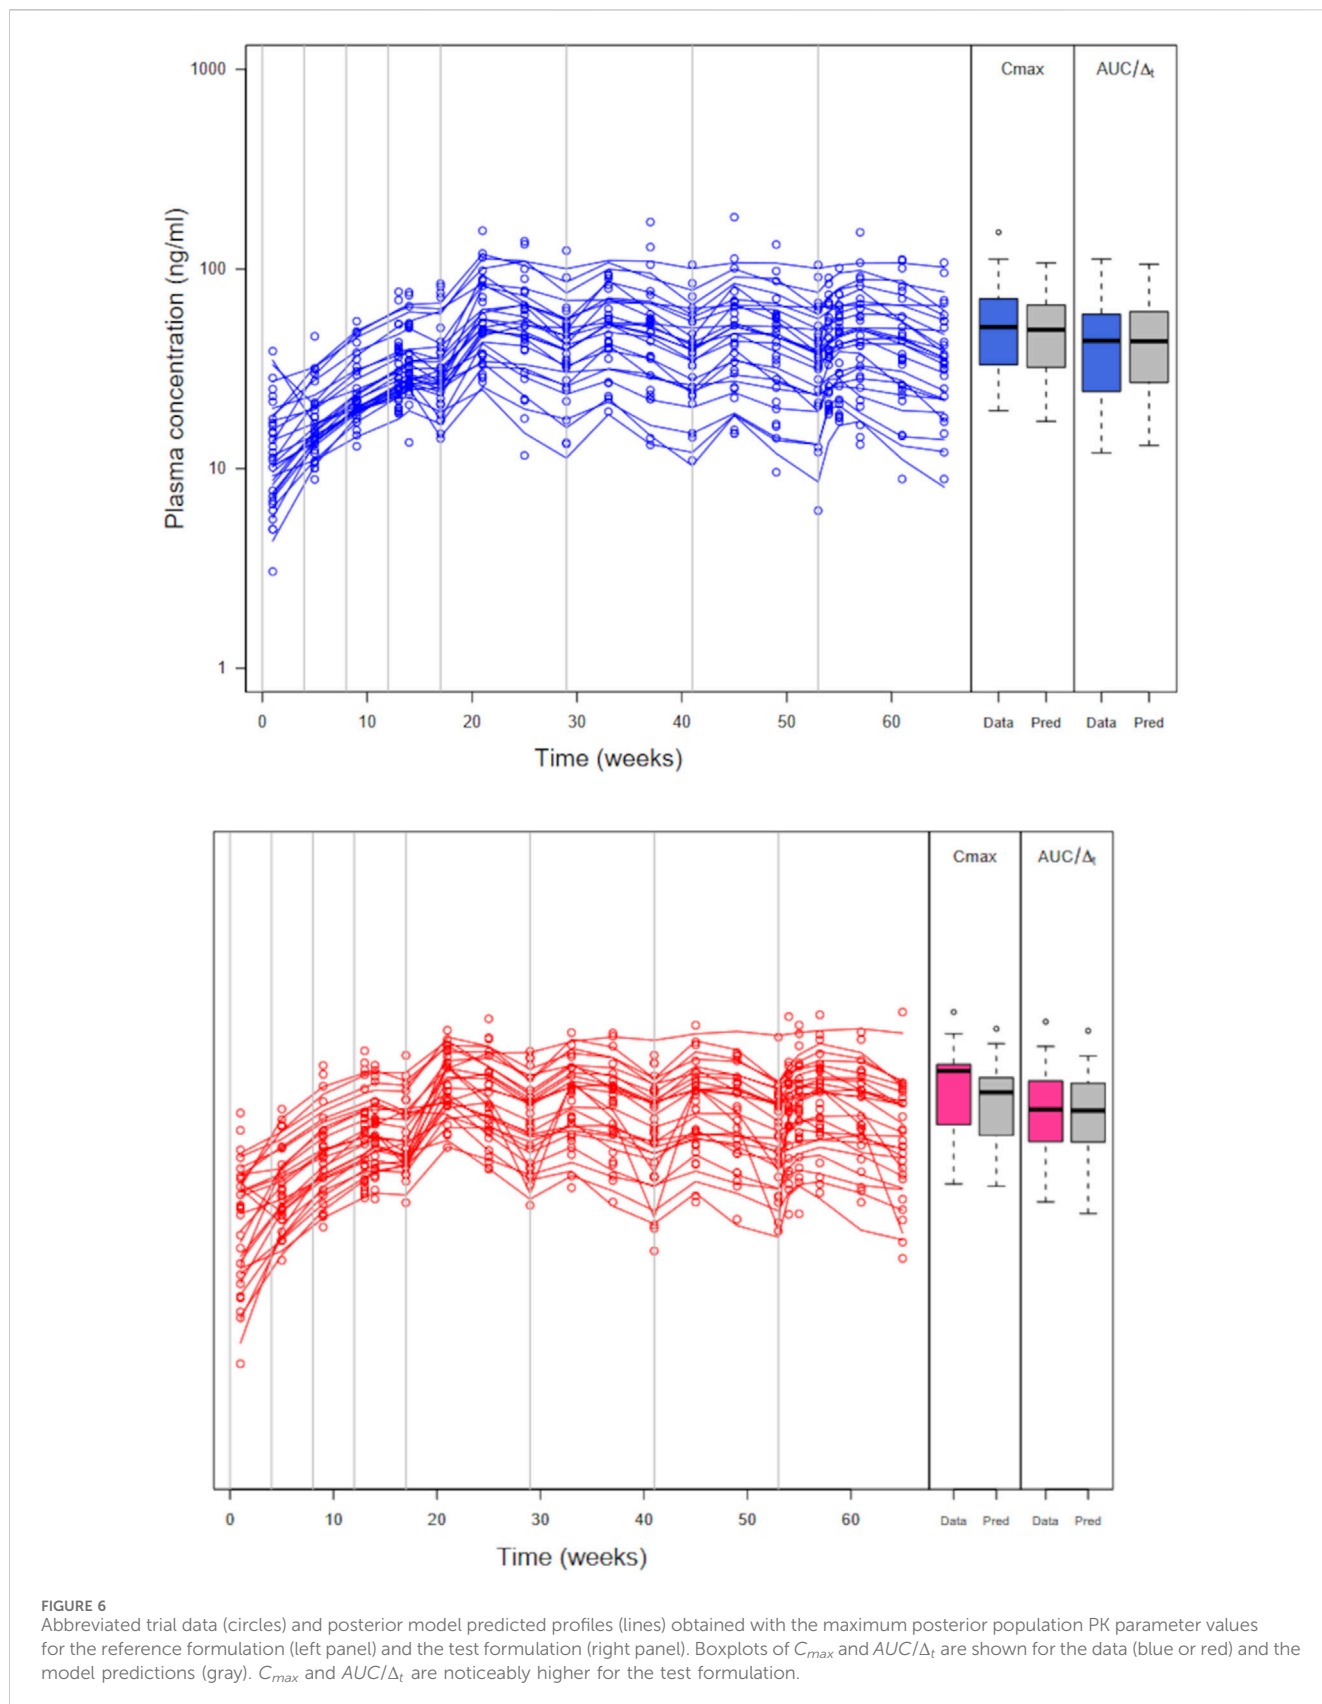 Cmax AUC/Δt
1000
100
10
1
Plasma concentration (ng/ml)
0 10 20 30 40 50 60 Data Pred Data Pred
Time (weeks)
Cmax AUC/Δt
0 10 20 30 40 50 60 Data Pred Data Pred
Time (weeks)
FIGURE 6
Abbreviated trial data (circles) and posterior model predicted profiles (lines) obtained with the maximum posterior population PK parameter values
for the reference formulation (left panel) and the test formulation (right panel). Boxplots of Cmax and AUC/Δt are shown for the data (blue or red) and the
model predictions (gray). Cmax and AUC/Δt are noticeably higher for the test formulation.